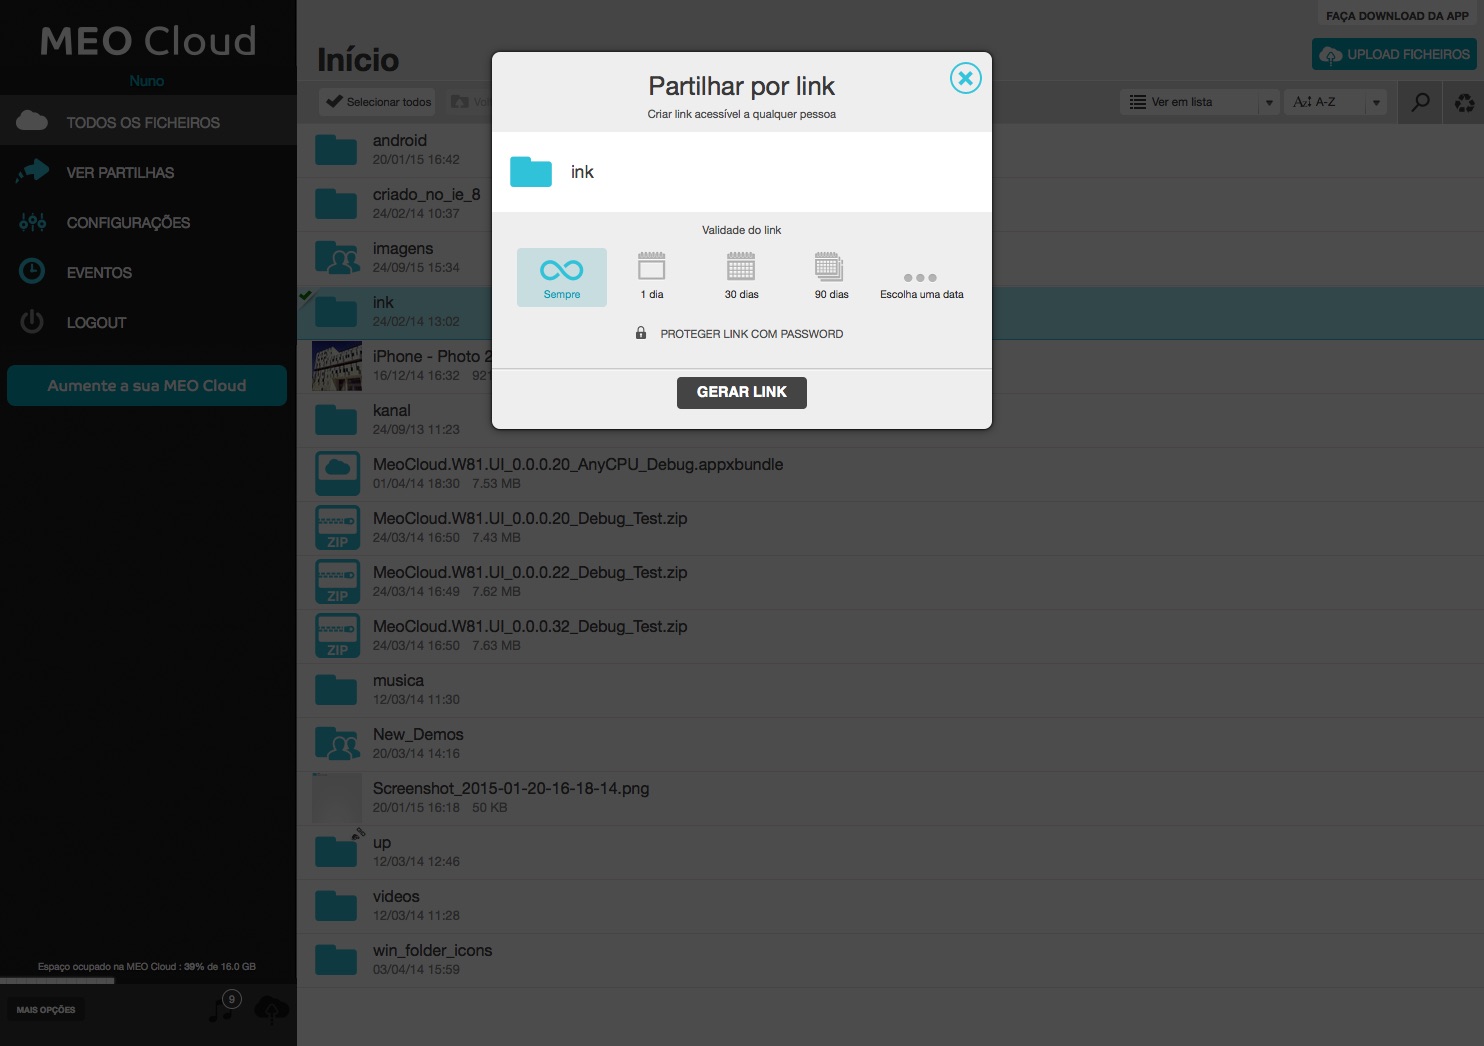 MEO Cloud
Nuno
TODOS OS FICHEIROS
VER PARTILHAS
CONFIGURAÇÕES
EVENTOS
LOGOUT
Aumente a sua MEO Cloud
Espaço ocupado na MEO Cloud : 39% de 16.0 GB
MAIS OPÇÕES
9
FAÇA DOWNLOAD DA APP
Início
UPLOAD FICHEIROS
Selecionar todos
Ver em lista
A-Z
android
20/01/15 16:42
criado_no_ie_8
24/02/14 10:37
imagens
24/09/15 15:34
ink
24/02/14 13:02
iPhone - Photo
16/12/14 16:32
kanal
24/09/13 11:23
MeoCloud.W81.UI_0.0.0.20_AnyCPU_Debug.appxbundle
01/04/14 18:30 7.53 MB
ZIP
MeoCloud.W81.UI_0.0.0.20_Debug_Test.zip
24/03/14 16:50 7.43 MB
ZIP
MeoCloud.W81.UI_0.0.0.22_Debug_Test.zip
24/03/14 16:49 7.62 MB
ZIP
MeoCloud.W81.UI_0.0.0.32_Debug_Test.zip
24/03/14 16:50 7.63 MB
musica
12/03/14 11:30
New_Demos
20/03/14 14:16
Screenshot_2015-01-20-16-18-14.png
20/01/15 16:18 50 KB
up
12/03/14 12:46
videos
12/03/14 11:28
win_folder_icons
03/04/14 15:59
Partilhar por link
Criar link acessível a qualquer pessoa
ink
Validade do link
Sempre
1 dia
30 dias
90 dias
Escolha uma data
PROTEGER LINK COM PASSWORD
GERAR LINK